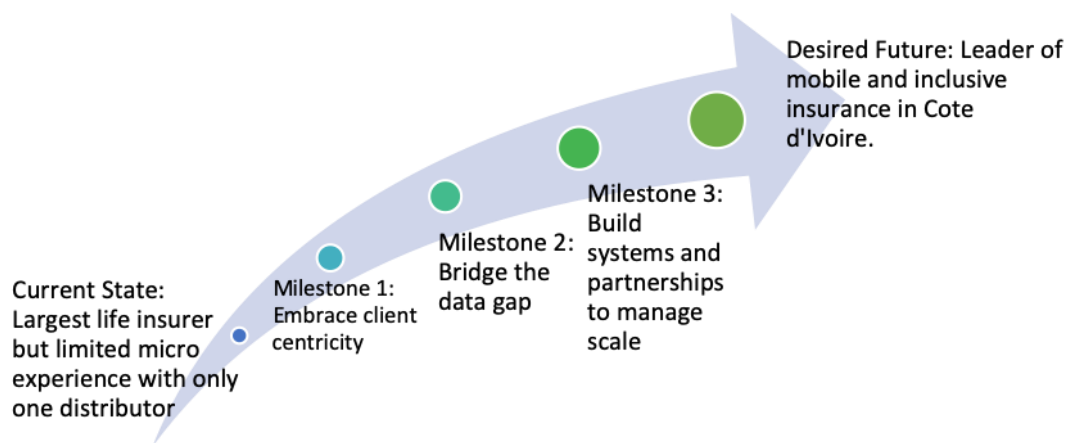 Current State:
Largest life insurer
but limited micro
experience with only
one distributor
Milestone 1:
Embrace client
centricity
Milestone 2:
Bridge the
data gap
Milestone 3:
Build
systems and
partnerships
to manage
scale
Desired Future: Leader of
mobile and inclusive
insurance in Cote
d'Ivoire.